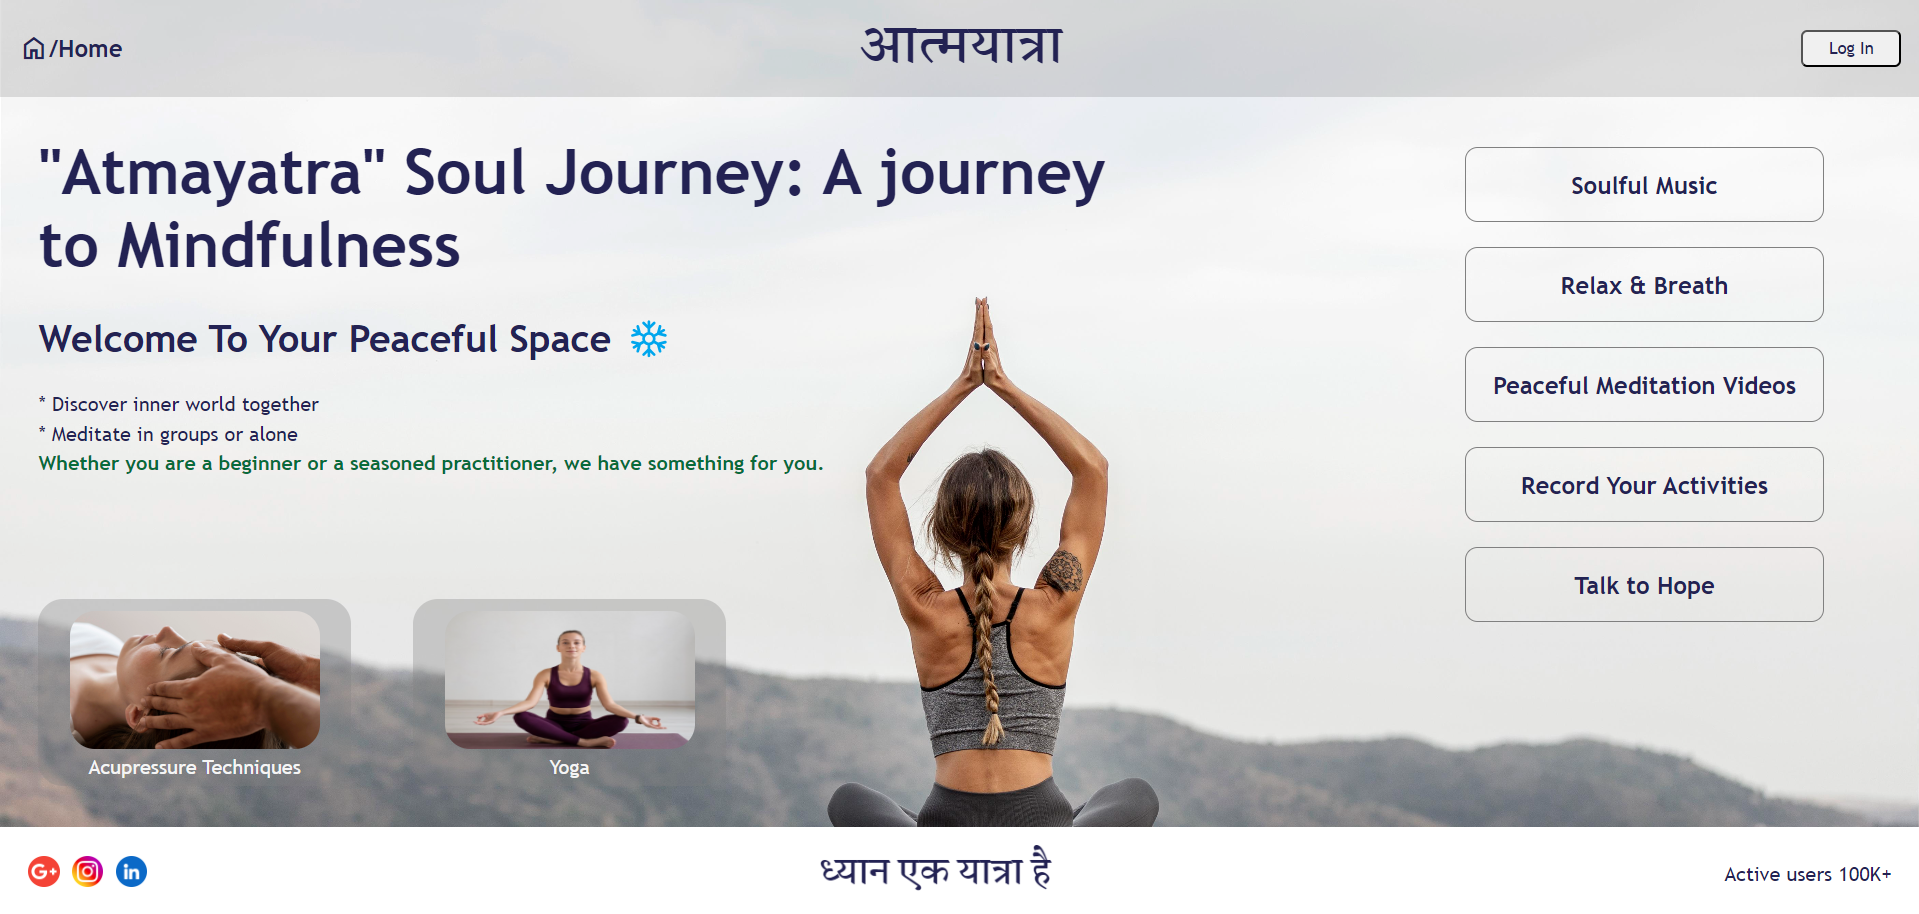 /Home
आत्मयात्रा
Log In
"Atmayatra" Soul Journey: A journey
to Mindfulness
Welcome To Your Peaceful Space
* Discover inner world together
* Meditate in groups or alone
Whether you are a beginner or a seasoned practitioner, we have something for you.
Soulful Music
Relax & Breath
Peaceful Meditation Videos
Record Your Activities
Talk to Hope
Acupressure Techniques
Yoga
G+
in
ध्यान एक यात्रा है
Active users 100K+